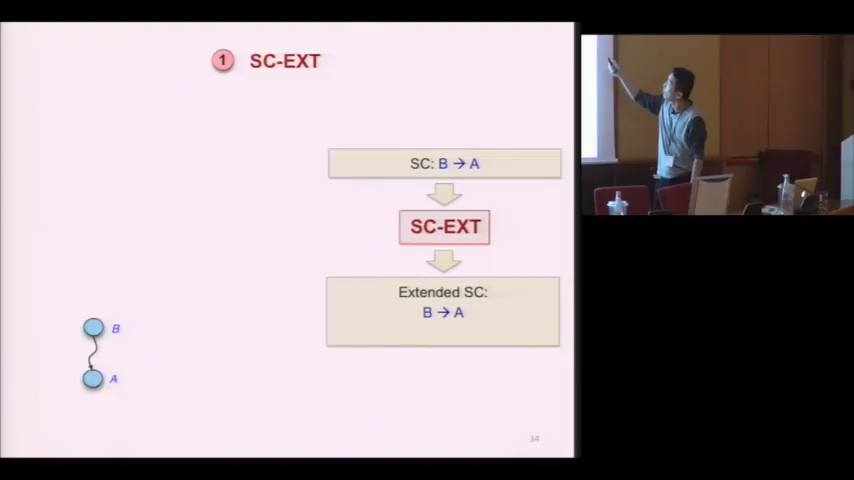 1 SC-EXT
SC: B → A
SC-EXT
Extended SC:
B → A
B
A
34